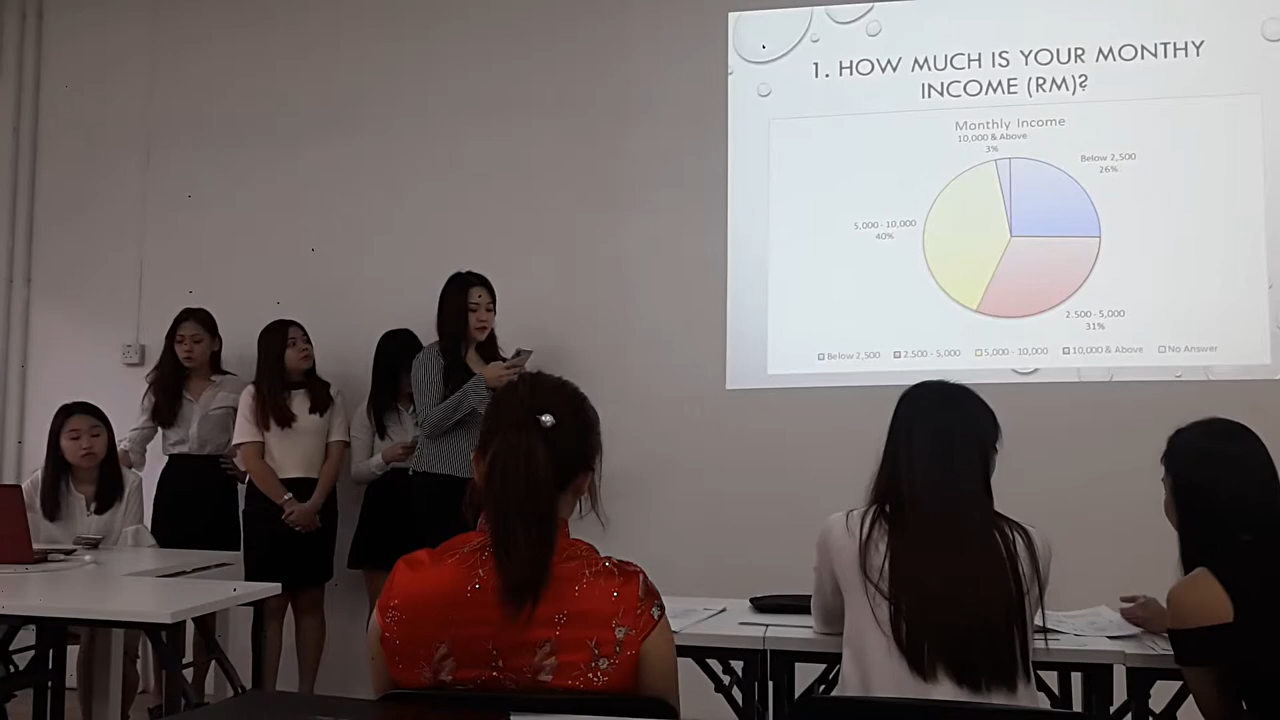 1. HOW MUCH IS YOUR MONTHY
INCOME (RM)?
Monthly Income
10,000 & Above
3%
Below 2,500
26%
5,000 - 10,000
40%
2.500 - 5,000
31%
Below 2,500 2.500 - 5,000 5,000 - 10,000 10,000 & Above No Answer